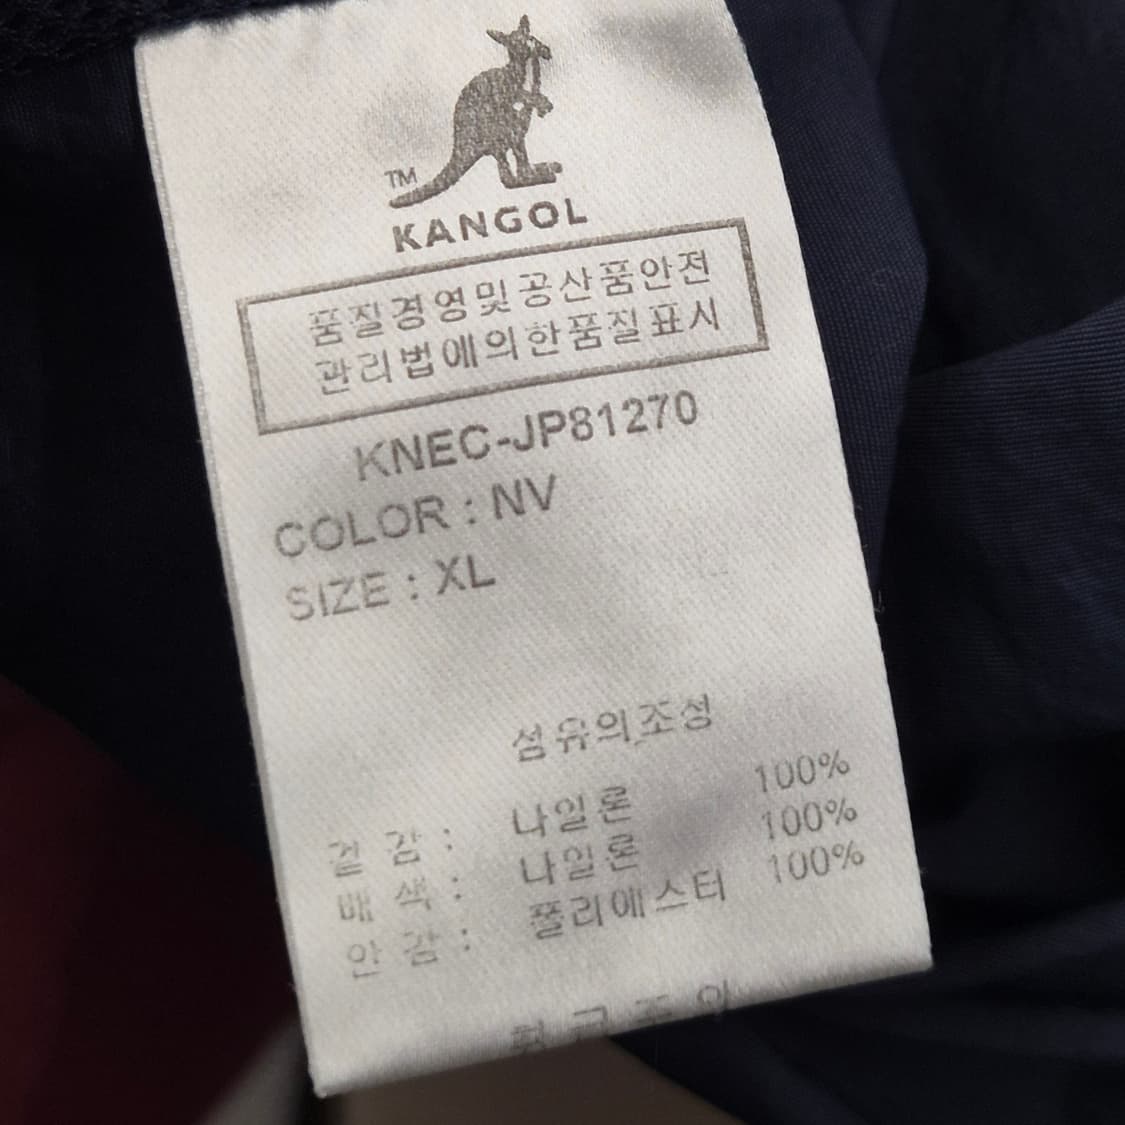 TM
KANGOL
품질경영및공산품안전
관리법에의한품질표시
KNEC-JP81270
COLOR : NV
SIZE : XL
섬유의조성
겉 감 : 나일론 100%
배 색 : 나일론 100%
안 감 : 폴리에스터 100%